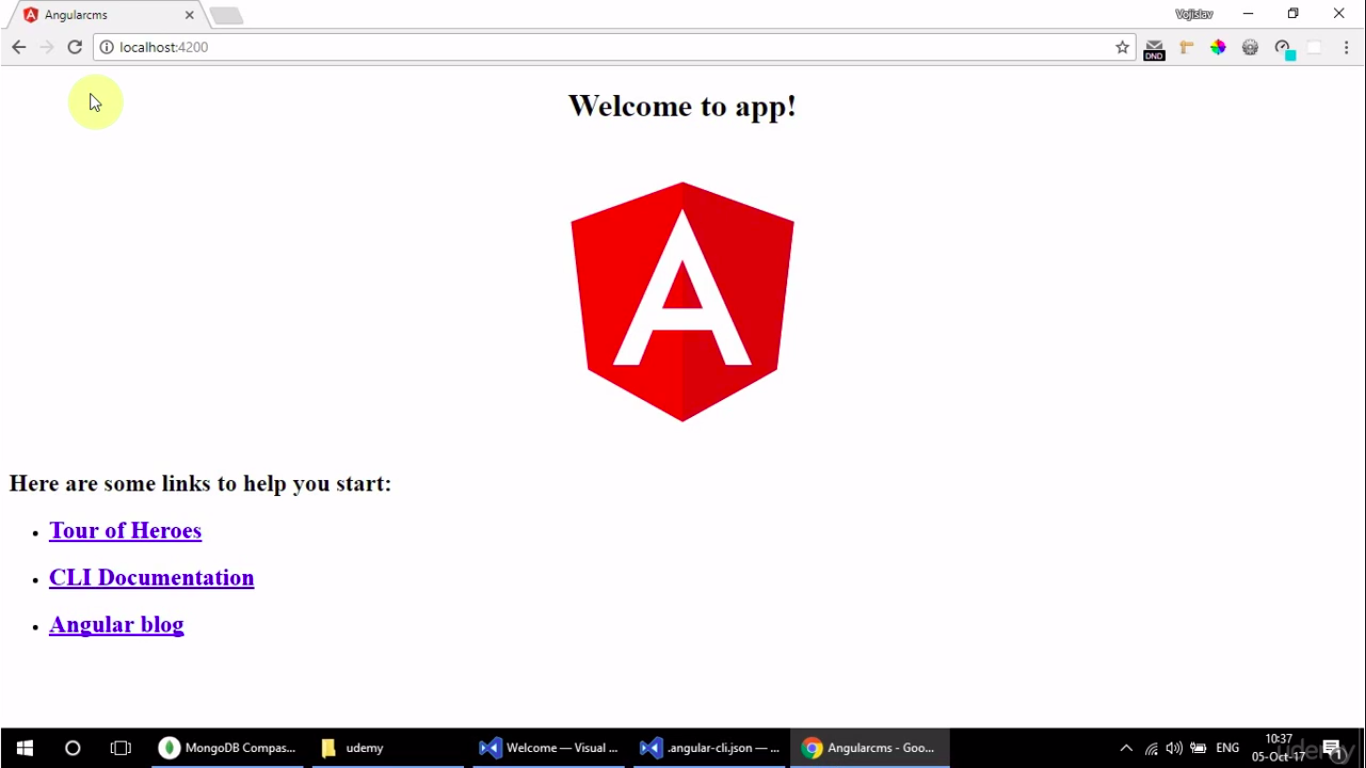 Angularcms
Vojislav
localhost:4200
DND
Welcome to app!
A
Here are some links to help you start:
Tour of Heroes
CLI Documentation
Angular blog
MongoDB Compas...
udemy
Welcome — Visual ...
.angular-cli.json — ...
Angularcms - Goo...
ENG
10:37
05-Oct-17
1
udemy